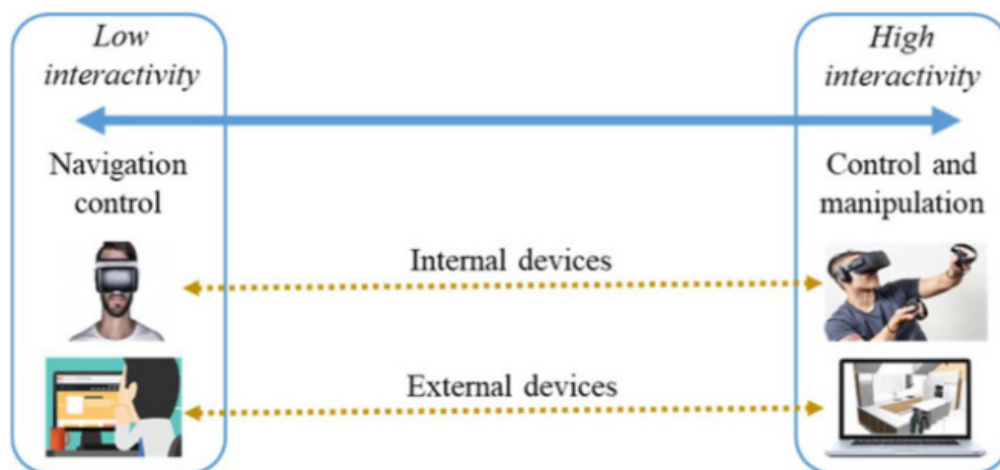 Low
interactivity
High
interactivity
Navigation
control
Control and
manipulation
Internal devices
External devices